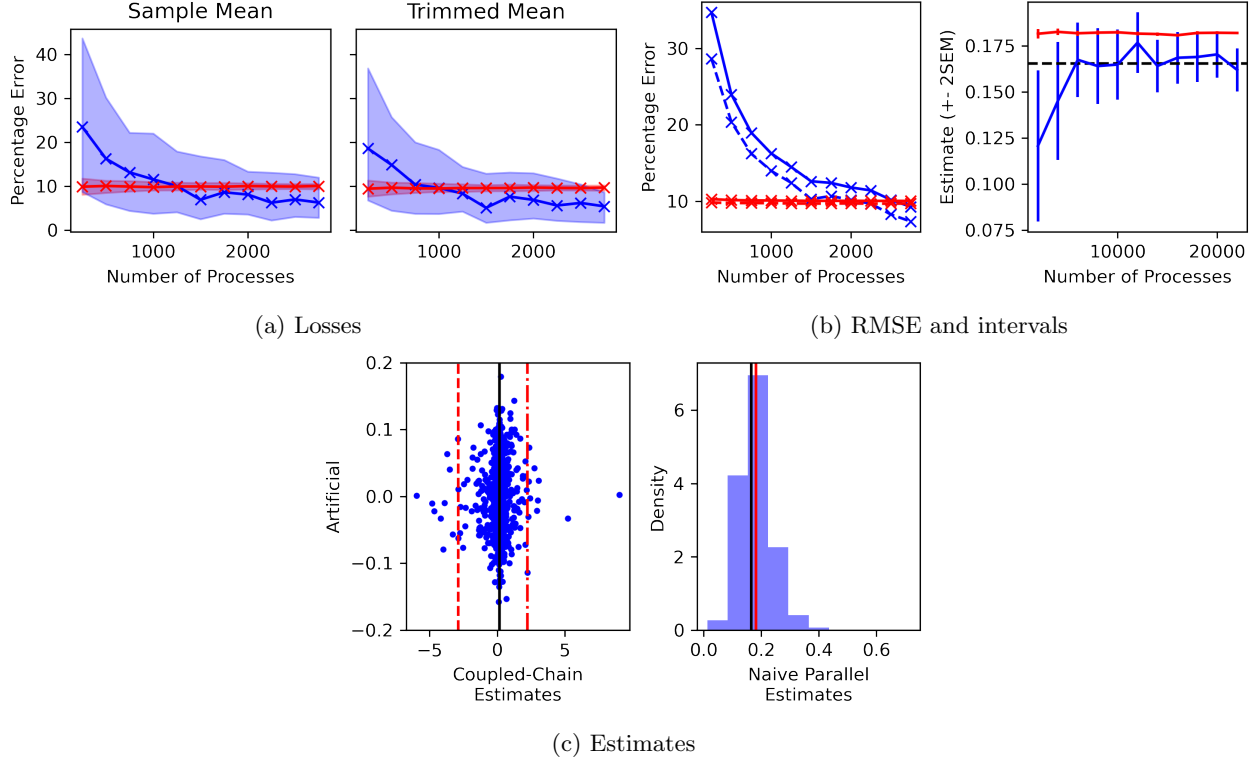 Sample Mean
Trimmed Mean
Percentage Error
40
30
20
10
0
1000
2000
1000
2000
Number of Processes
Number of Processes
(a) Losses
Percentage Error
30
20
10
1000
2000
Number of Processes
Estimate (+- 2SEM)
0.175
0.150
0.125
0.100
0.075
10000
20000
Number of Processes
(b) RMSE and intervals
Artificial
0.2
0.1
0.0
−0.1
−0.2
−5
0
5
Coupled-Chain
Estimates
Density
6
4
2
0
0.0
0.2
0.4
0.6
Naive Parallel
Estimates
(c) Estimates